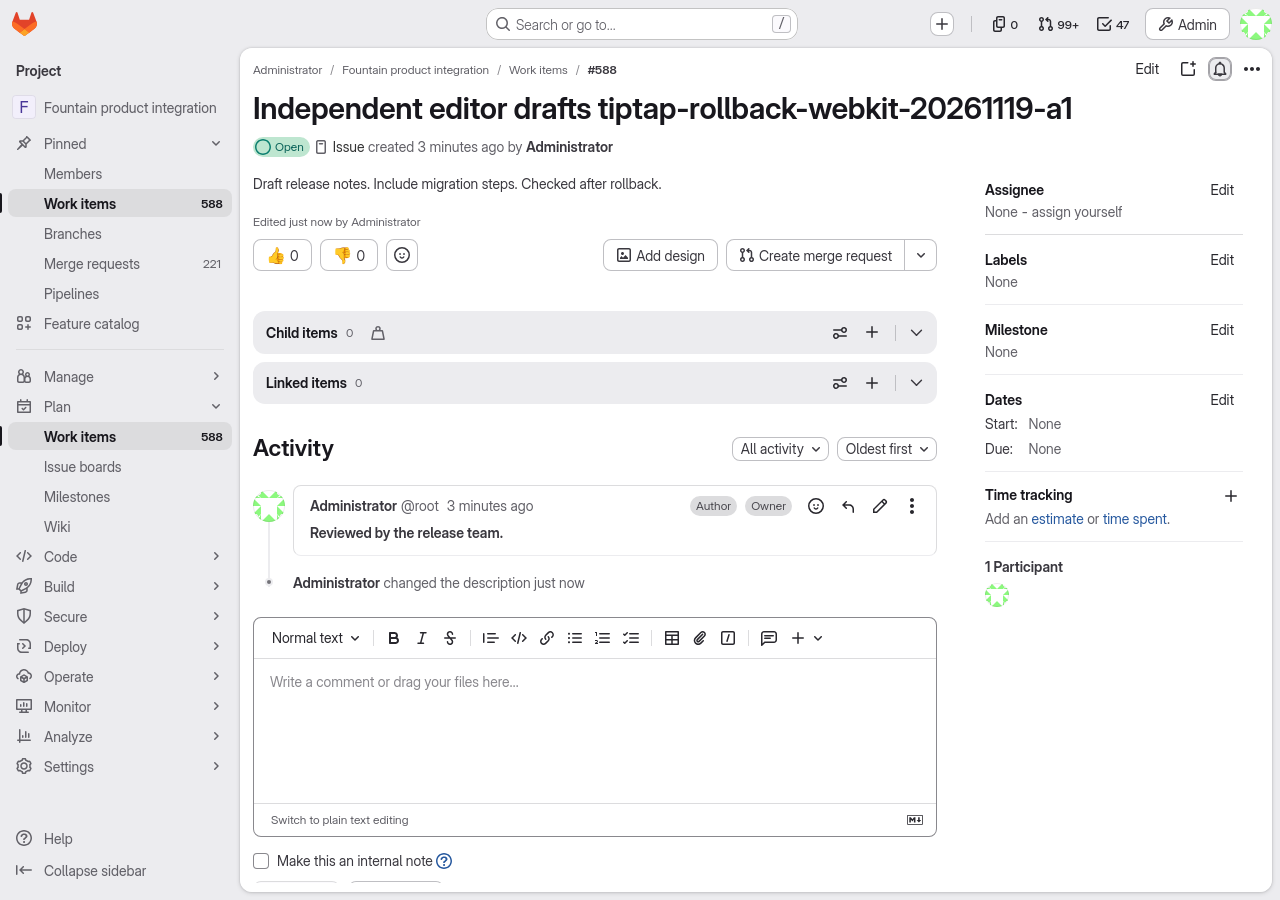 Search or go to... /
0 99+ 47 Admin
Project
F Fountain product integration
Pinned
Members
Work items 588
Branches
Merge requests 221
Pipelines
Feature catalog
Manage
Plan
Work items 588
Issue boards
Milestones
Wiki
Code
Build
Secure
Deploy
Operate
Monitor
Analyze
Settings
Help
Collapse sidebar
Administrator / Fountain product integration / Work items / #588
Edit
Independent editor drafts tiptap-rollback-webkit-20261119-a1
Open Issue created 3 minutes ago by Administrator
Draft release notes. Include migration steps. Checked after rollback.
Edited just now by Administrator
👍 0 👎 0 Add design Create merge request
Child items 0
Linked items 0
Activity All activity Oldest first
Administrator @root 3 minutes ago Author Owner
Reviewed by the release team.
Administrator changed the description just now
Normal text B I S
Write a comment or drag your files here...
Switch to plain text editing
Make this an internal note ?
Assignee Edit
None - assign yourself
Labels Edit
None
Milestone Edit
None
Dates Edit
Start: None
Due: None
Time tracking
Add an estimate or time spent.
1 Participant